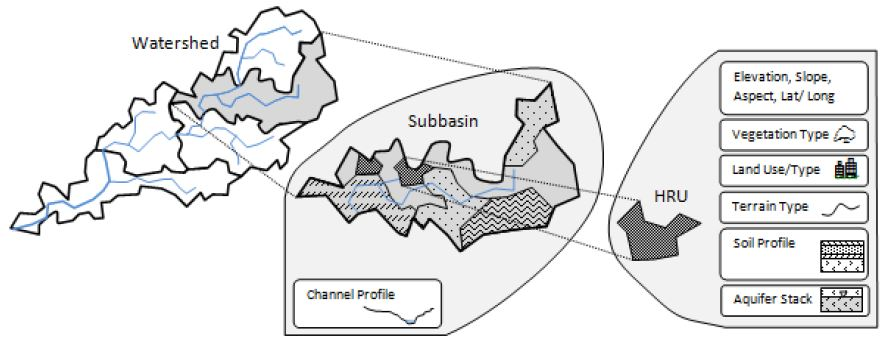 Watershed
Subbasin
Channel Profile
HRU
Elevation, Slope,
Aspect, Lat/ Long
Vegetation Type
Land Use/Type
Terrain Type
Soil Profile
Aquifer Stack